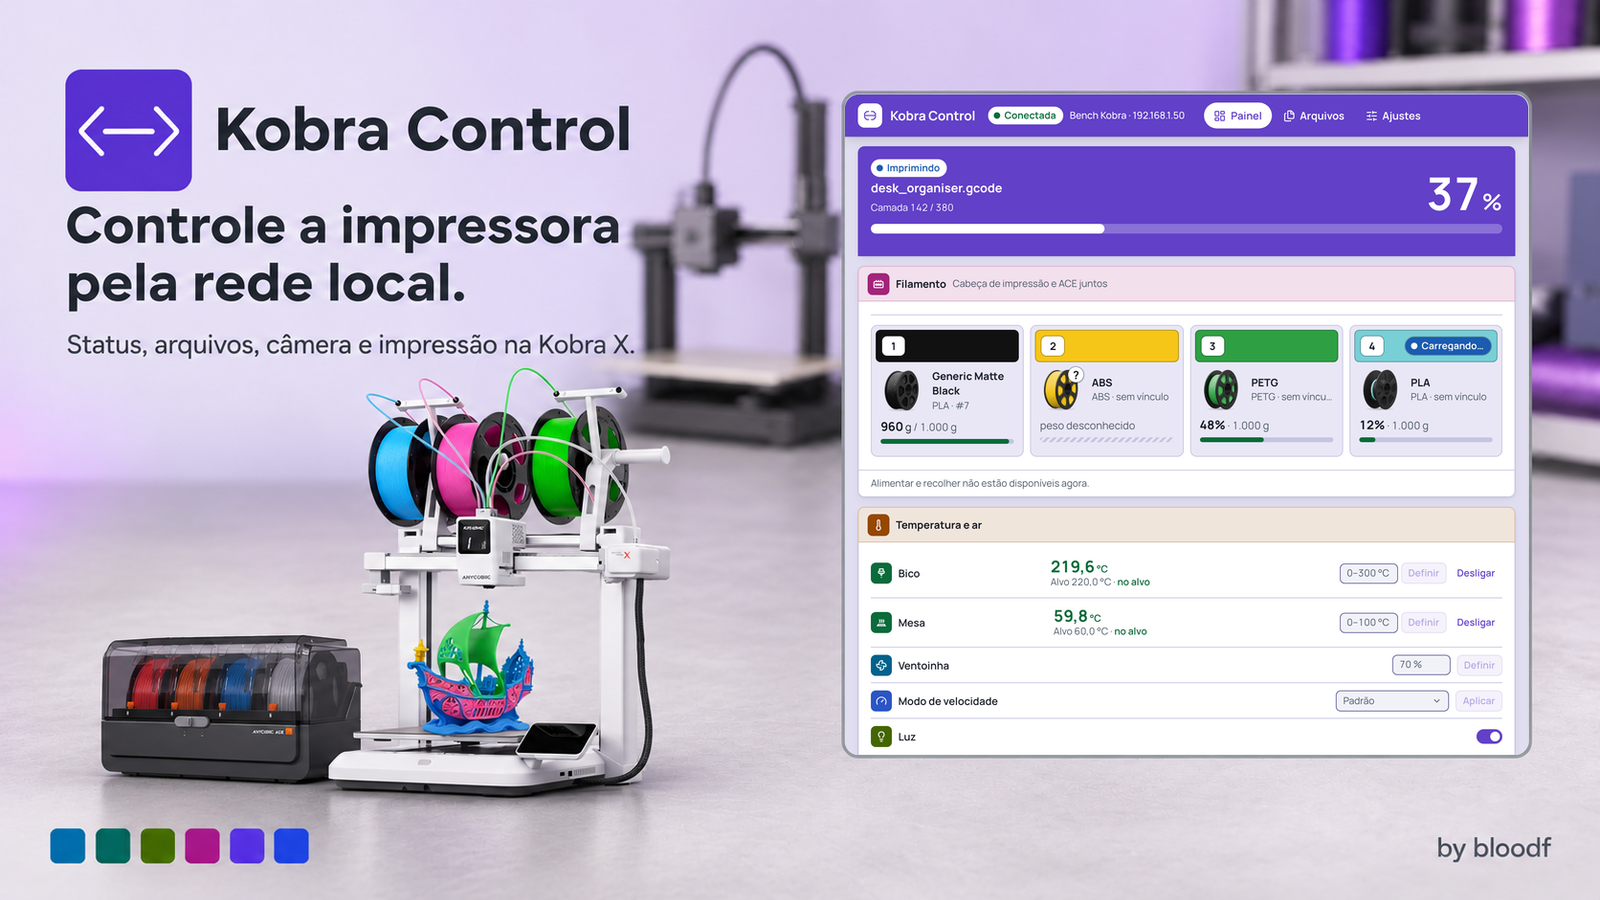 Kobra Control
Controle a impressora
pela rede local.
Status, arquivos, câmera e impressão na Kobra X.
ANYCUBIC
X
ANYCUBIC ACE
Kobra Control
Conectada
Bench Kobra · 192.168.1.50
Painel
Arquivos
Ajustes
Imprimindo
desk_organiser.gcode
Camada 142 / 380
37 %
Filamento
Cabeça de impressão e ACE juntos
1
Generic Matte
Black
PLA · #7
960 g / 1.000 g
2
?
ABS
ABS · sem vínculo
peso desconhecido
3
PETG
PETG · sem víncu...
48% · 1.000 g
4
Carregando...
PLA
PLA · sem vínculo
12% · 1.000 g
Alimentar e recolher não estão disponíveis agora.
Temperatura e ar
Bico
219,6 °C
Alvo 220,0 °C · no alvo
0–300 °C
Definir
Desligar
Mesa
59,8 °C
Alvo 60,0 °C · no alvo
0–100 °C
Definir
Desligar
Ventoinha
70 %
Definir
Modo de velocidade
Padrão
Aplicar
Luz
by bloodf